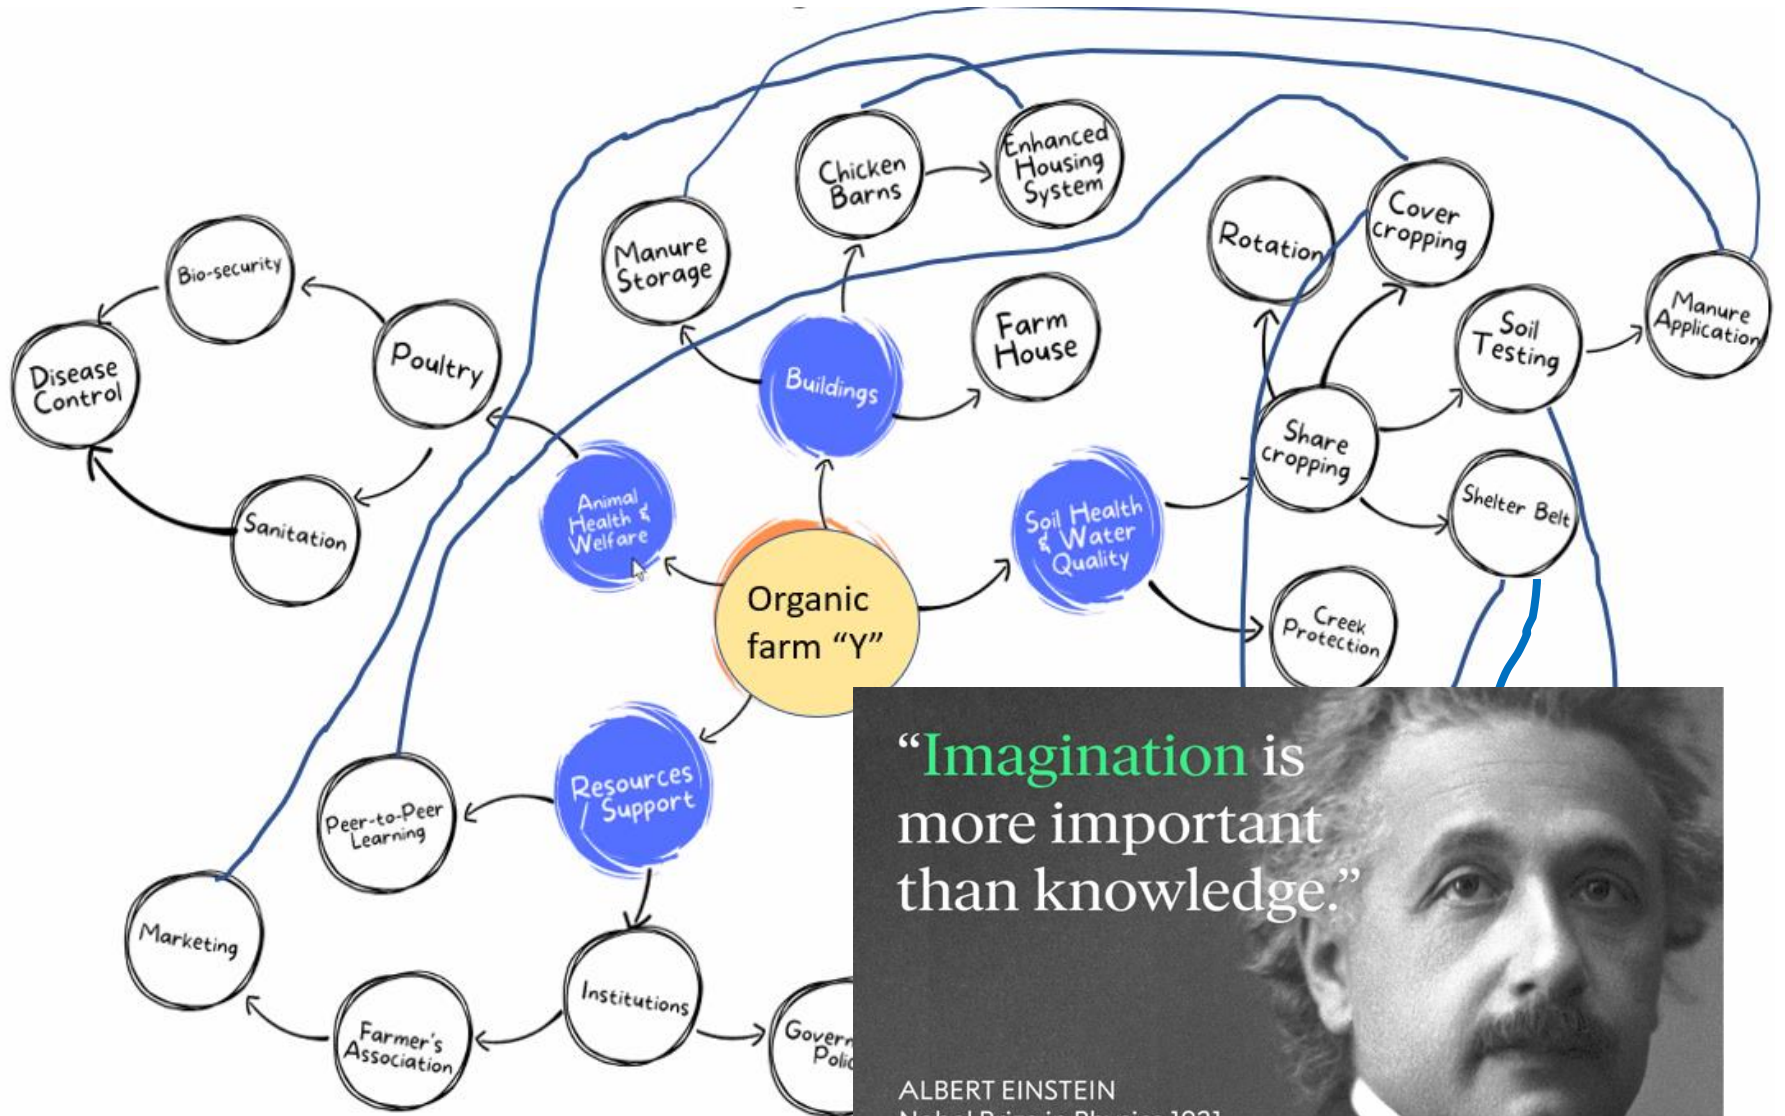 Enhanced
Housing
System
Chicken
Barns
Cover
cropping
Rotation
Manure
Storage
Bio-security
Farm
House
Soil
Testing
Manure
Application
Poultry
Disease
Control
Buildings
Share
cropping
Shelter Belt
Animal
Health &
Welfare
Soil Health
& Water
Quality
Sanitation
Organic
farm “Y”
Creek
Protection
Resources
Support
“Imagination is
more important
than knowledge.”
Peer-to-Peer
Learning
Marketing
Institutions
Farmer's
Association
ALBERT EINSTEIN